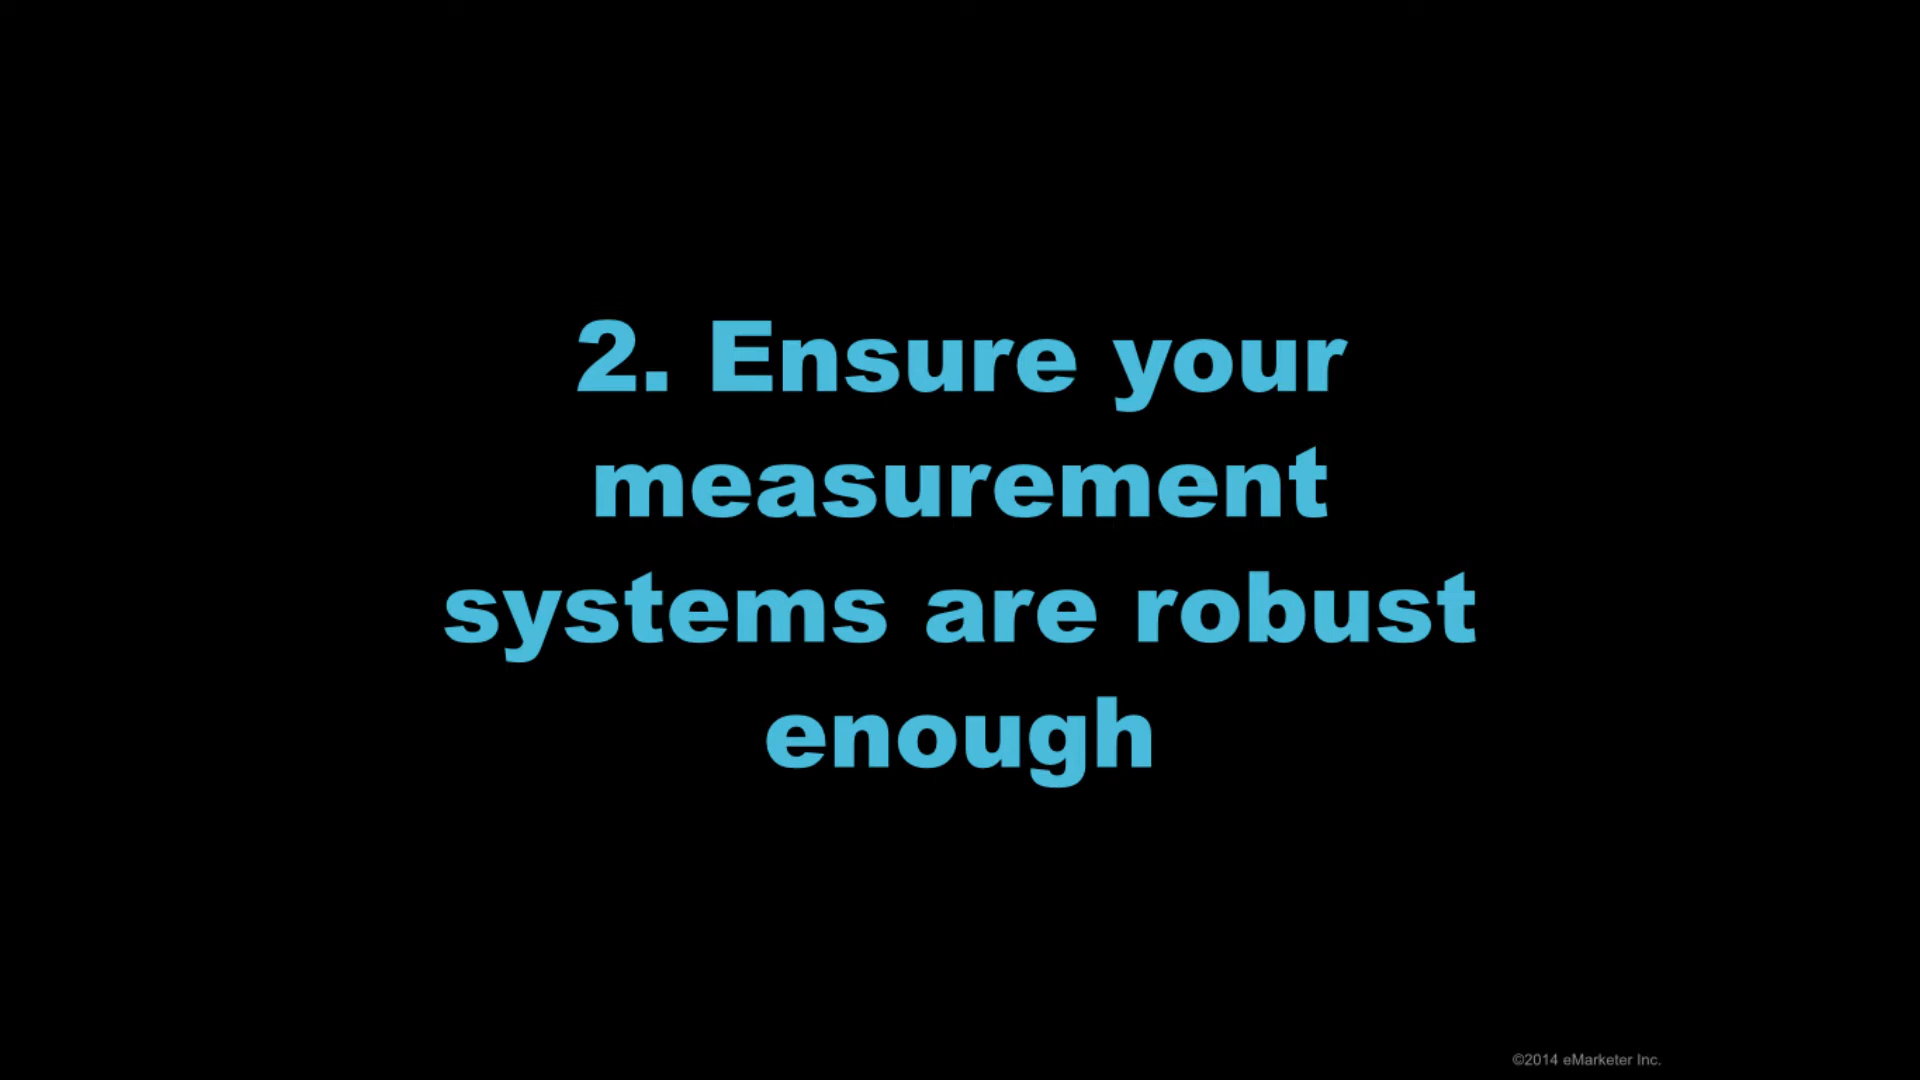 2. Ensure your
measurement
systems are robust
enough
©2014 eMarketer Inc.